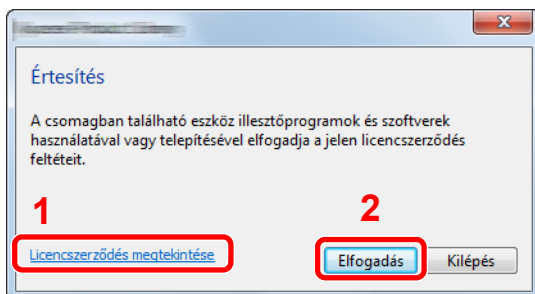 Értesítés
A csomagban található eszköz illesztőprogramok és szoftverek
használatával vagy telepítésével elfogadja a jelen licencszerződés
feltéteit.
1
2
Licencszerződés megtekintése
Elfogadás
Kilépés